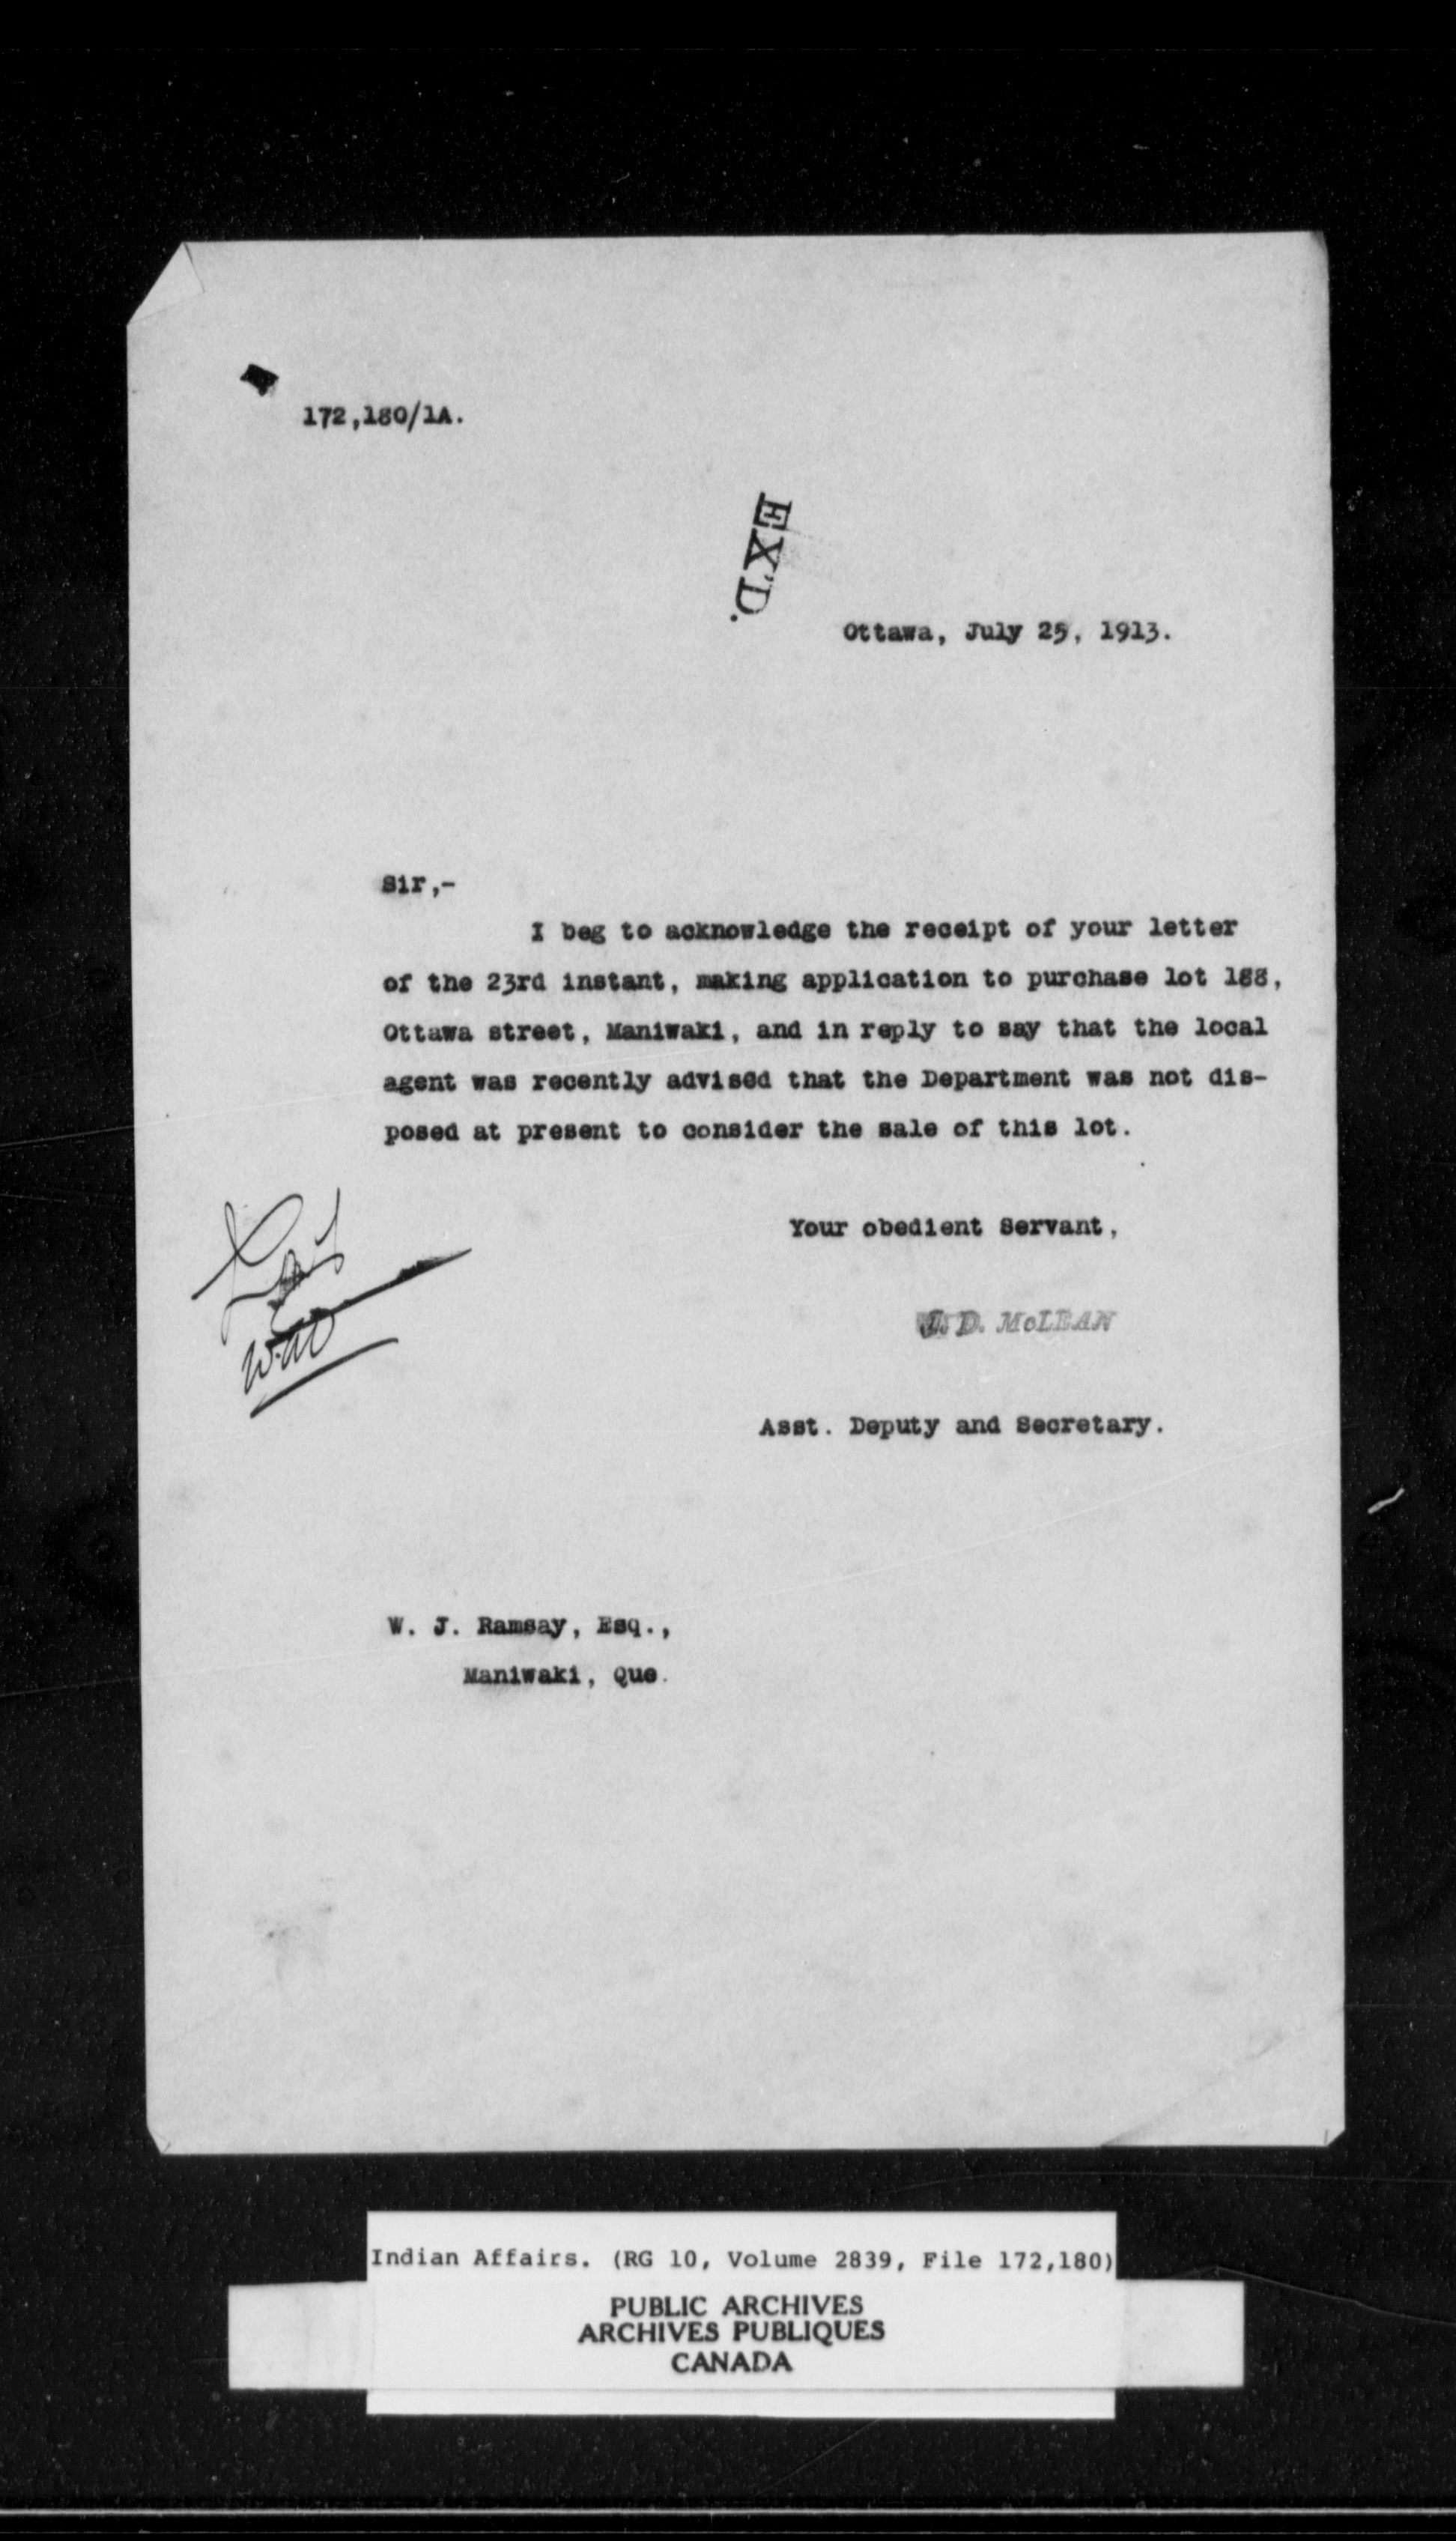 172,180/1A.
EX'D.
Ottawa, July 25, 1913.
Sir,-
I beg to acknowledge the receipt of your letter
of the 23rd instant, making application to purchase lot 188,
Ottawa street, Maniwaki, and in reply to say that the local
agent was recently advised that the Department was not dis-
posed at present to consider the sale of this lot.
Your obedient Servant,
J. D. McLEAN
Asst. Deputy and Secretary.
W. J. Ramsay, Esq.,
Maniwaki, Que.
Indian Affairs. (RG 10, Volume 2839, File 172,180)
PUBLIC ARCHIVES
ARCHIVES PUBLIQUES
CANADA